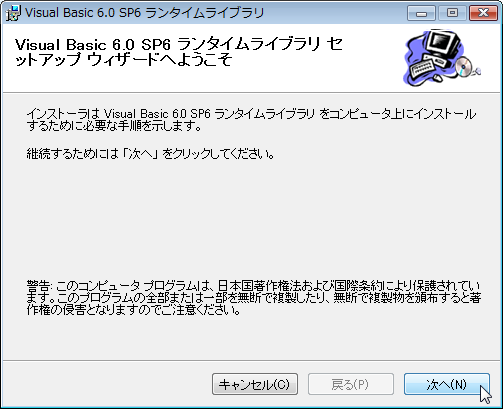 Visual Basic 6.0 SP6 ランタイムライブラリ
Visual Basic 6.0 SP6 ランタイムライブラリ セ
ットアップ ウィザードへようこそ
インストーラは Visual Basic 6.0 SP6 ランタイムライブラリ をコンピュータ上にインストール
するために必要な手順を示します。
継続するためには「次へ」をクリックしてください。
警告: このコンピュータ プログラムは、日本国著作権法および国際条約により保護されてい
ます。このプログラムの全部または一部を無断で複製したり、無断で複製物を頒布すると著
作権の侵害となりますのでご注意ください。
キャンセル(C) 戻る(P) 次へ(N)